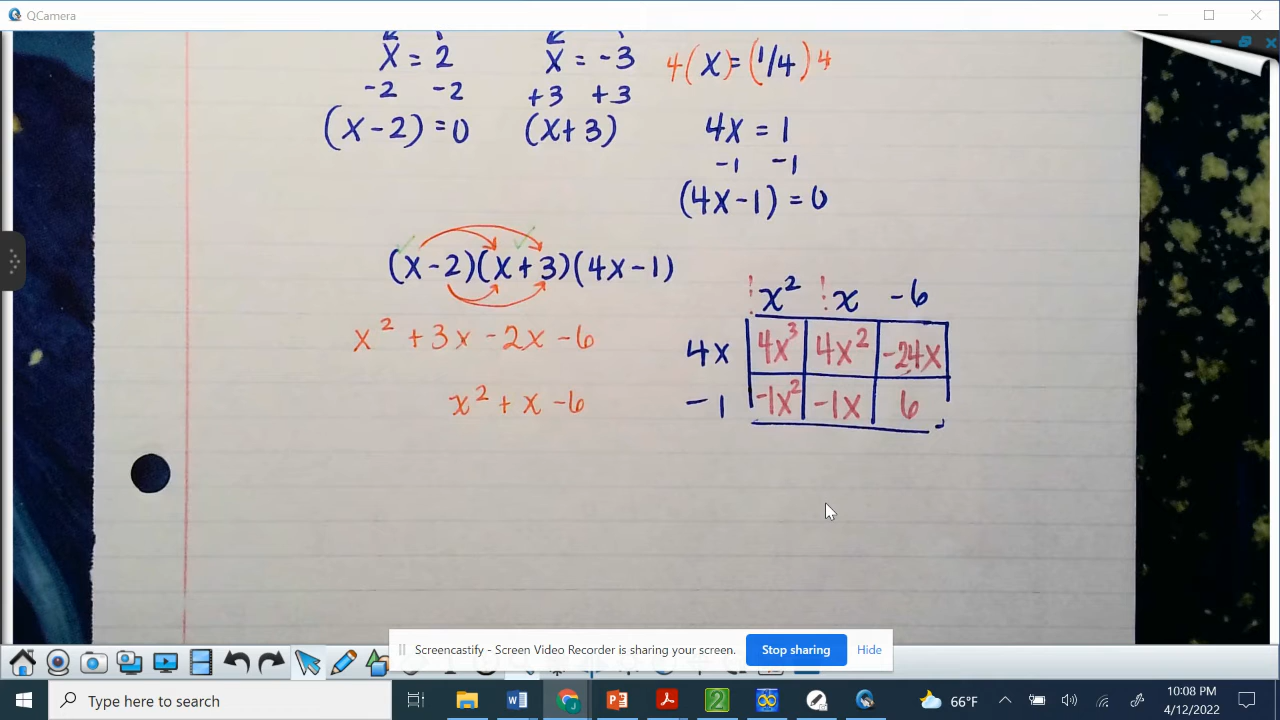 QCamera
x = 2 x = -3 4( x ) = (1/4) 4
-2 -2 +3 +3
(x-2) = 0 (x+3) 4x = 1
-1 -1
(4x-1) = 0
(x-2)(x+3)(4x-1)
x² x -6
x² + 3x - 2x - 6
4x 4x³ 4x² -24x
x² + x - 6
-1 -1x² -1x 6
Screencastify - Screen Video Recorder is sharing your screen. Stop sharing Hide
Type here to search
66°F
10:08 PM
4/12/2022